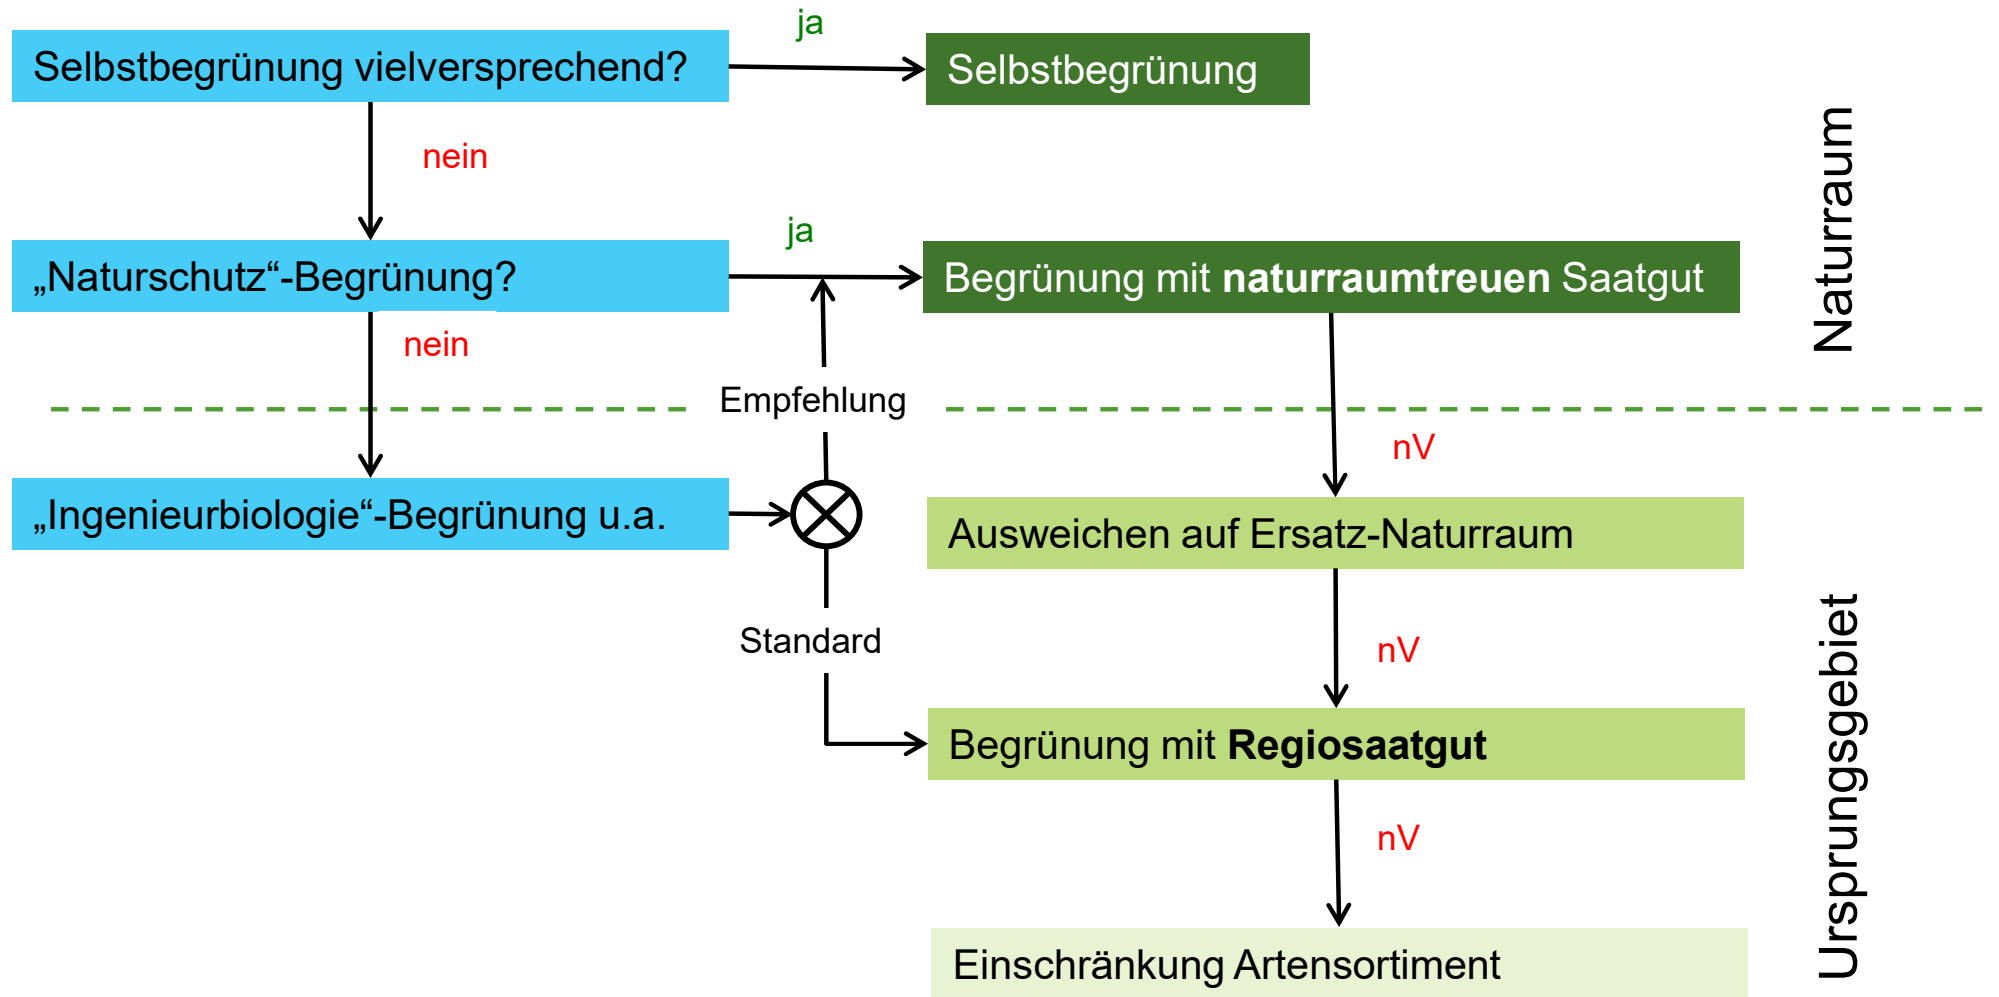 ja
Selbstbegrünung vielversprechend?
Selbstbegrünung
nein
ja
„Naturschutz“-Begrünung?
Begrünung mit naturraumtreuen Saatgut
Naturraum
nein
Empfehlung
nV
„Ingenieurbiologie“-Begrünung u.a.
Ausweichen auf Ersatz-Naturraum
Standard
nV
Begrünung mit Regiosaatgut
Ursprungsgebiet
nV
Einschränkung Artensortiment